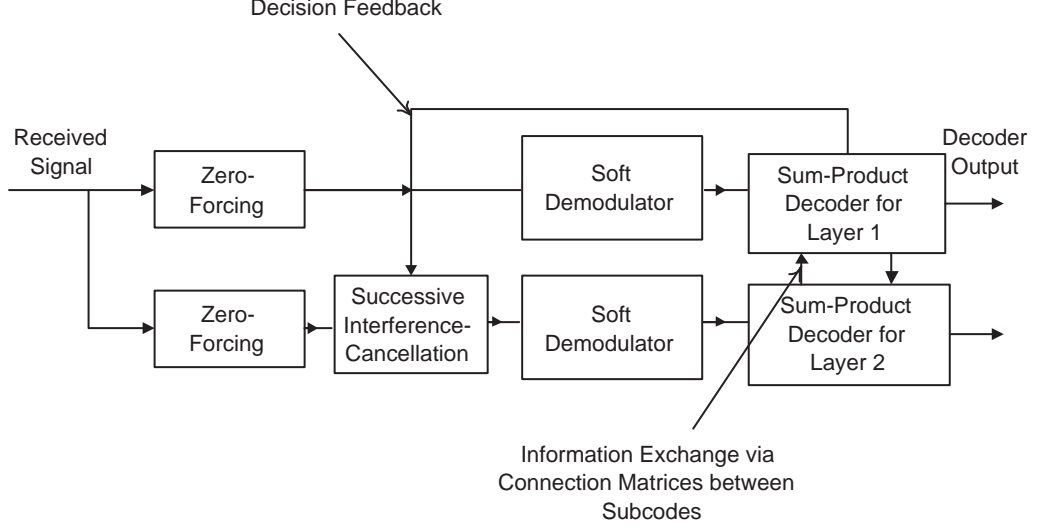 Decision Feedback
Received
Signal
Zero-
Forcing
Soft
Demodulator
Sum-Product
Decoder for
Layer 1
Decoder
Output
Zero-
Forcing
Successive
Interference-
Cancellation
Soft
Demodulator
Sum-Product
Decoder for
Layer 2
Information Exchange via
Connection Matrices between
Subcodes